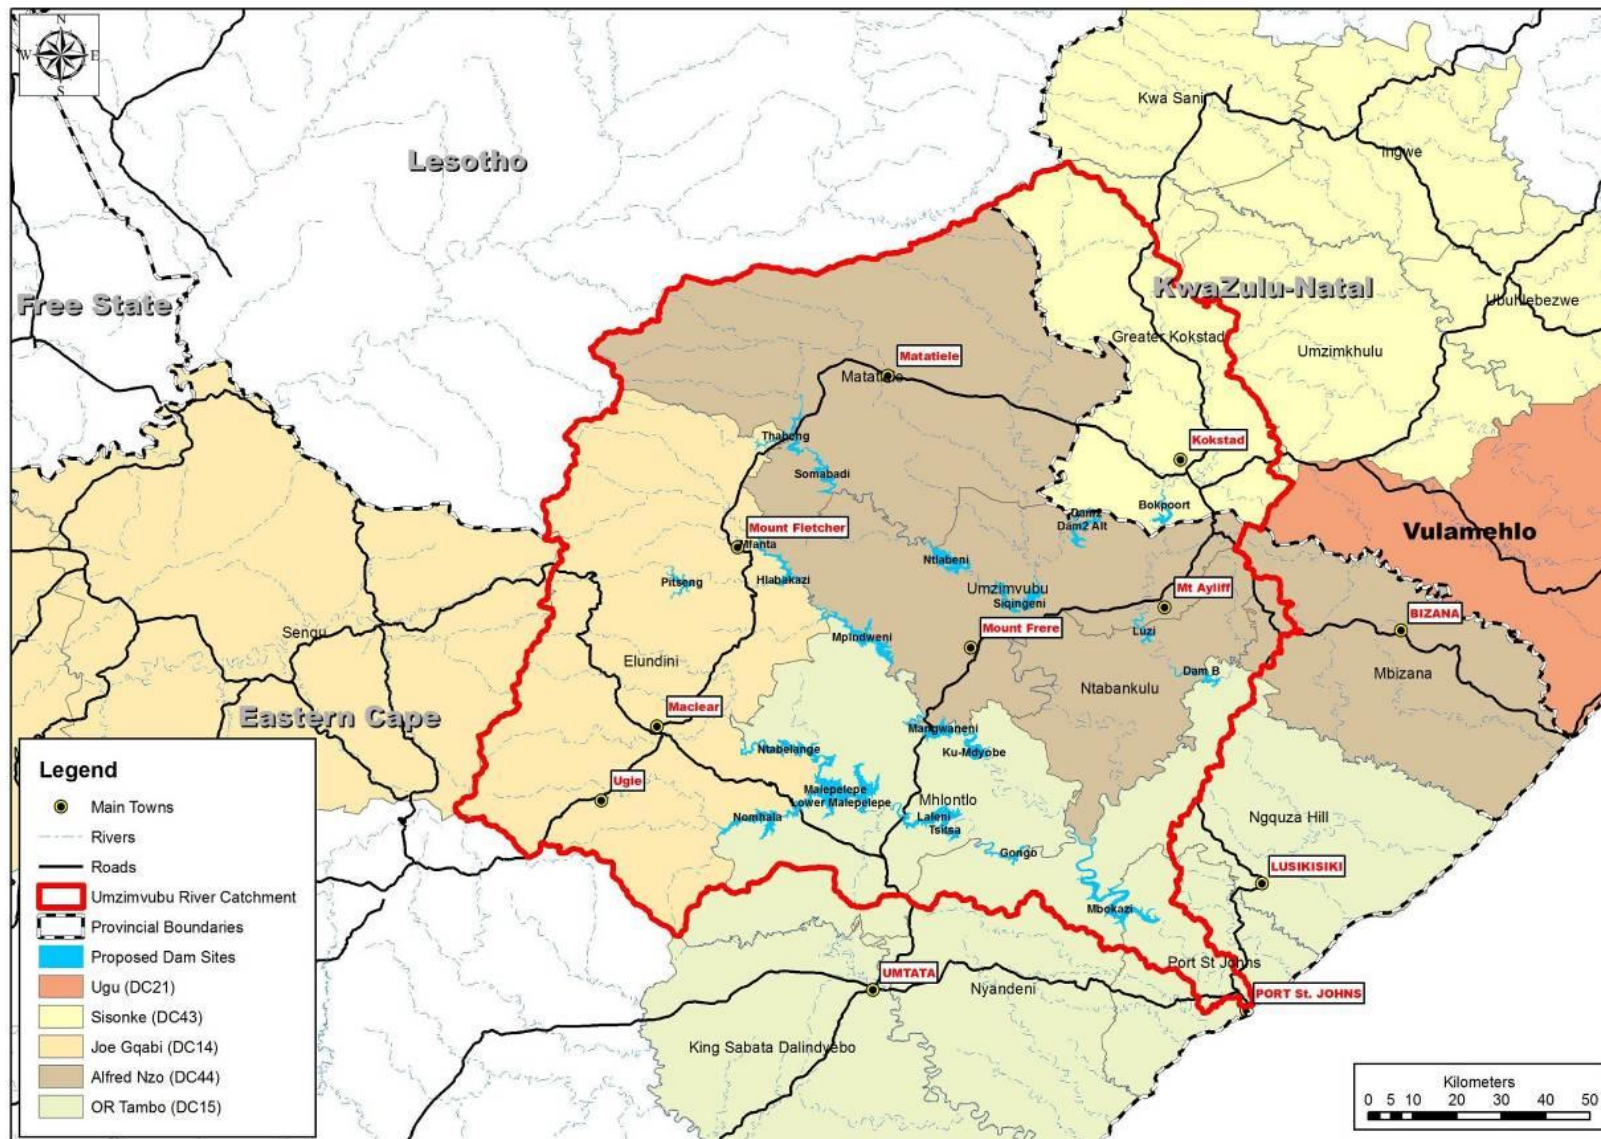 N
W E
S
Kwa Sani
Ingwe
Lesotho
KwaZulu-Natal
Free State
Ubuhlebezwe
Greater Kokstad
Umzimkhulu
Matatiele
Matatiele
Kokstad
Thabeng
Somabadi
Bokpoort
Dam2
Dam2 Alt
Mount Fletcher
Vulamehlo
Mfanta
Ntlabeni
Hlabakazi
Pitseng
Umzimvubu
Mt Ayliff
Siqingeni
BIZANA
Sengu
Mpindweni
Mount Frere
Luzi
Elundini
Dam B
Mbizana
Ntabankulu
Eastern Cape
Maclear
Mangwaneni
Ntabelange
Ku-Mdyobe
Ugie
Malepelepe
Lower Malepelepe
Mhlontlo
Nomhala
Laleni
Tsitsa
Ngquza Hill
Gongo
LUSIKISIKI
Mbokazi
Port St Johns
UMTATA
Nyandeni
PORT St. JOHNS
King Sabata Dalindyebo
Legend
Main Towns
Rivers
Roads
Umzimvubu River Catchment
Provincial Boundaries
Proposed Dam Sites
Ugu (DC21)
Sisonke (DC43)
Joe Gqabi (DC14)
Alfred Nzo (DC44)
OR Tambo (DC15)
Kilometers
0 5 10 20 30 40 50